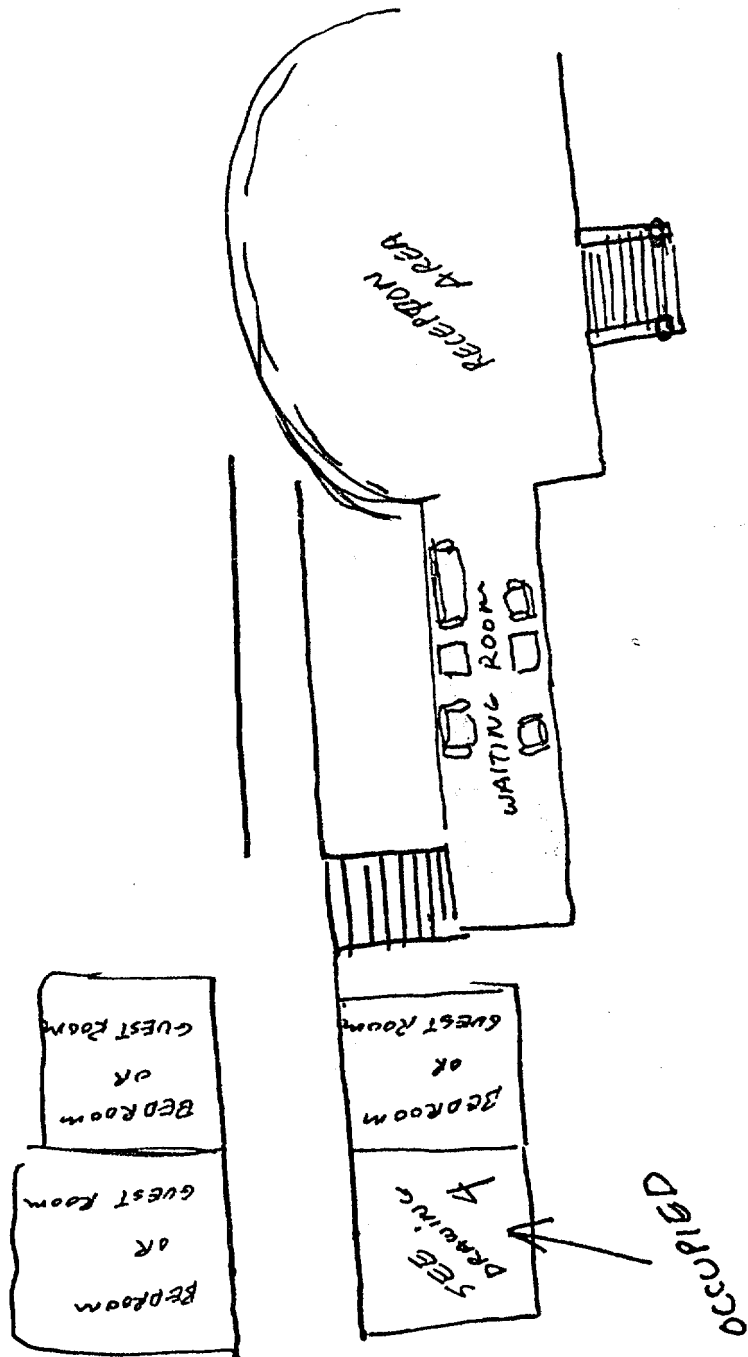 RECEPTION
AREA
WAITING ROOM
BEDROOM
OR
GUEST ROOM
BEDROOM
OR
GUEST ROOM
BEDROOM
OR
GUEST ROOM
SEE
DRAWING
A
OCCUPIED